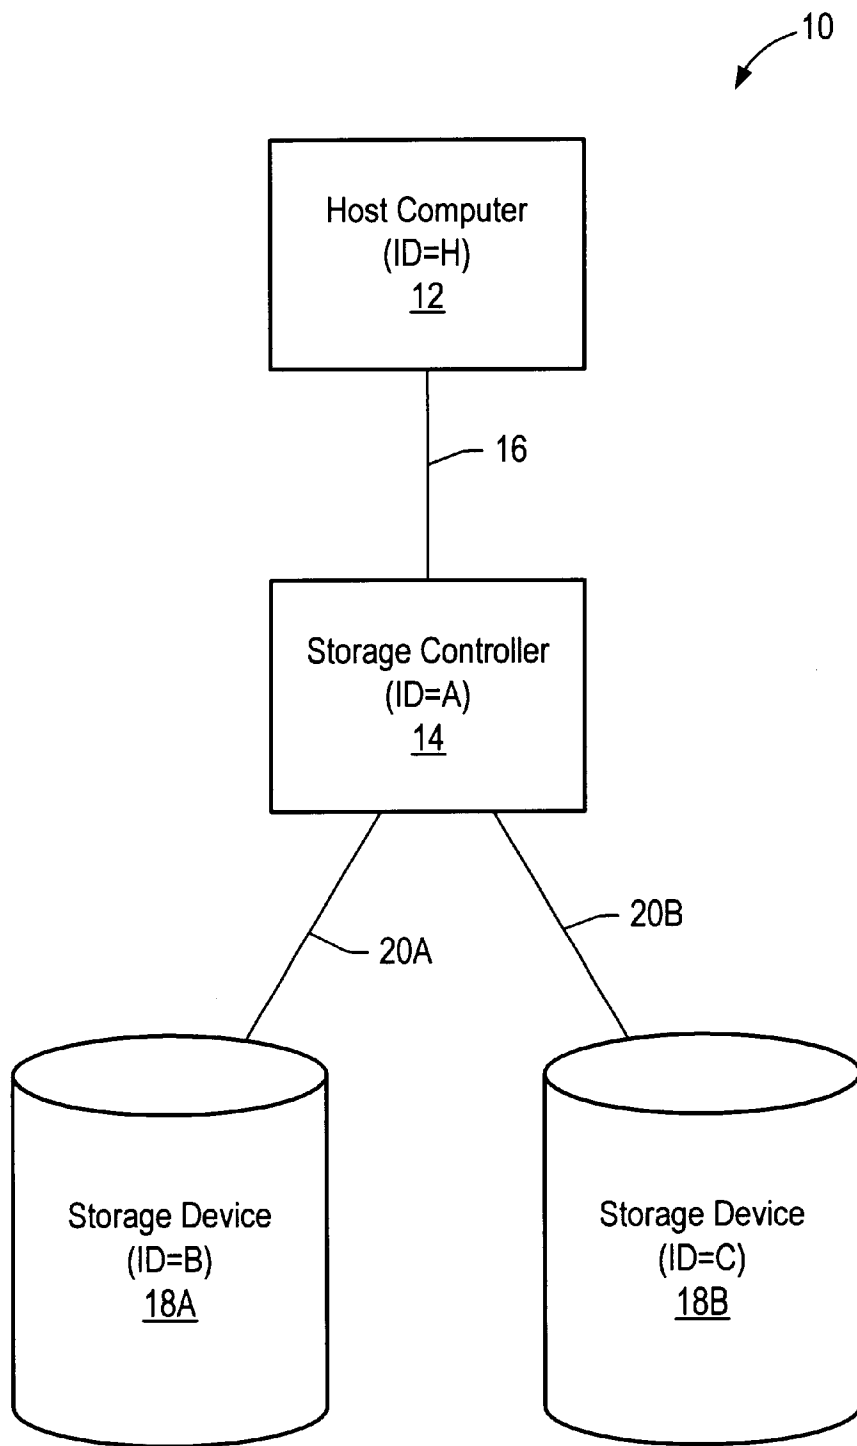 10
Host Computer
(ID=H)
12
16
Storage Controller
(ID=A)
14
20A
20B
Storage Device
(ID=B)
18A
Storage Device
(ID=C)
18B